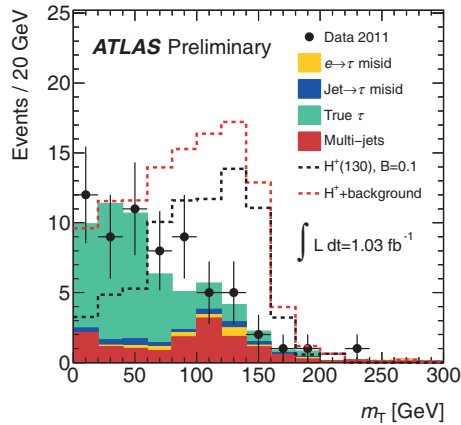 Events / 20 GeV
25
20
15
10
5
0
ATLAS Preliminary
Data 2011
e→τ misid
Jet→τ misid
True τ
Multi-jets
H⁺(130), B=0.1
H⁺+background
∫ L dt=1.03 fb⁻¹
0 50 100 150 200 250 300
m_T [GeV]